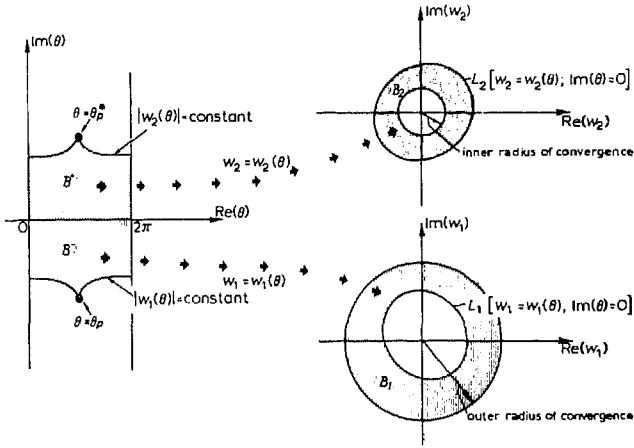 Im(θ)
θ=θp*
|w2(θ)|=constant
B+
w2=w2(θ)
0
2π
Re(θ)
B-
w1=w1(θ)
|w1(θ)|=constant
θ=θp
Im(w2)
B2
L2[w2=w2(θ); Im(θ)=0]
Re(w2)
inner radius of convergence
Im(w1)
L1[w1=w1(θ), Im(θ)=0]
Re(w1)
B1
outer radius of convergence